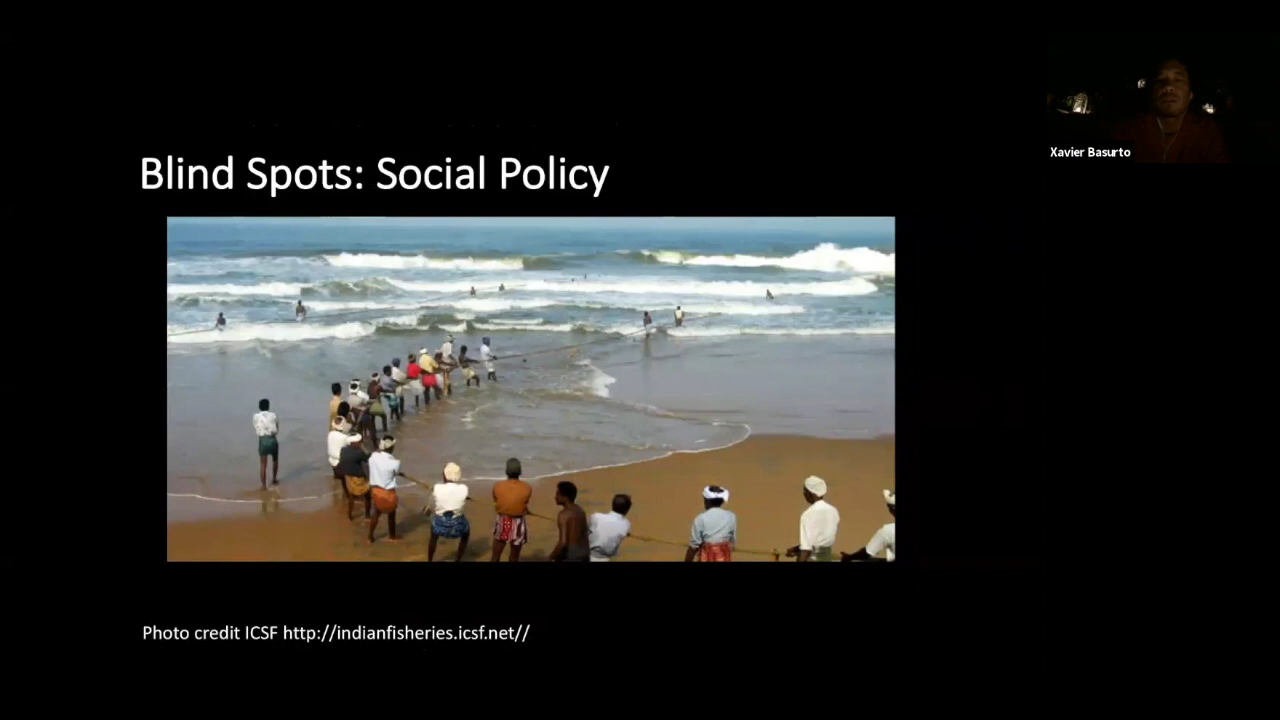 Xavier Basurto
Blind Spots: Social Policy
Photo credit ICSF http://indianfisheries.icsf.net//